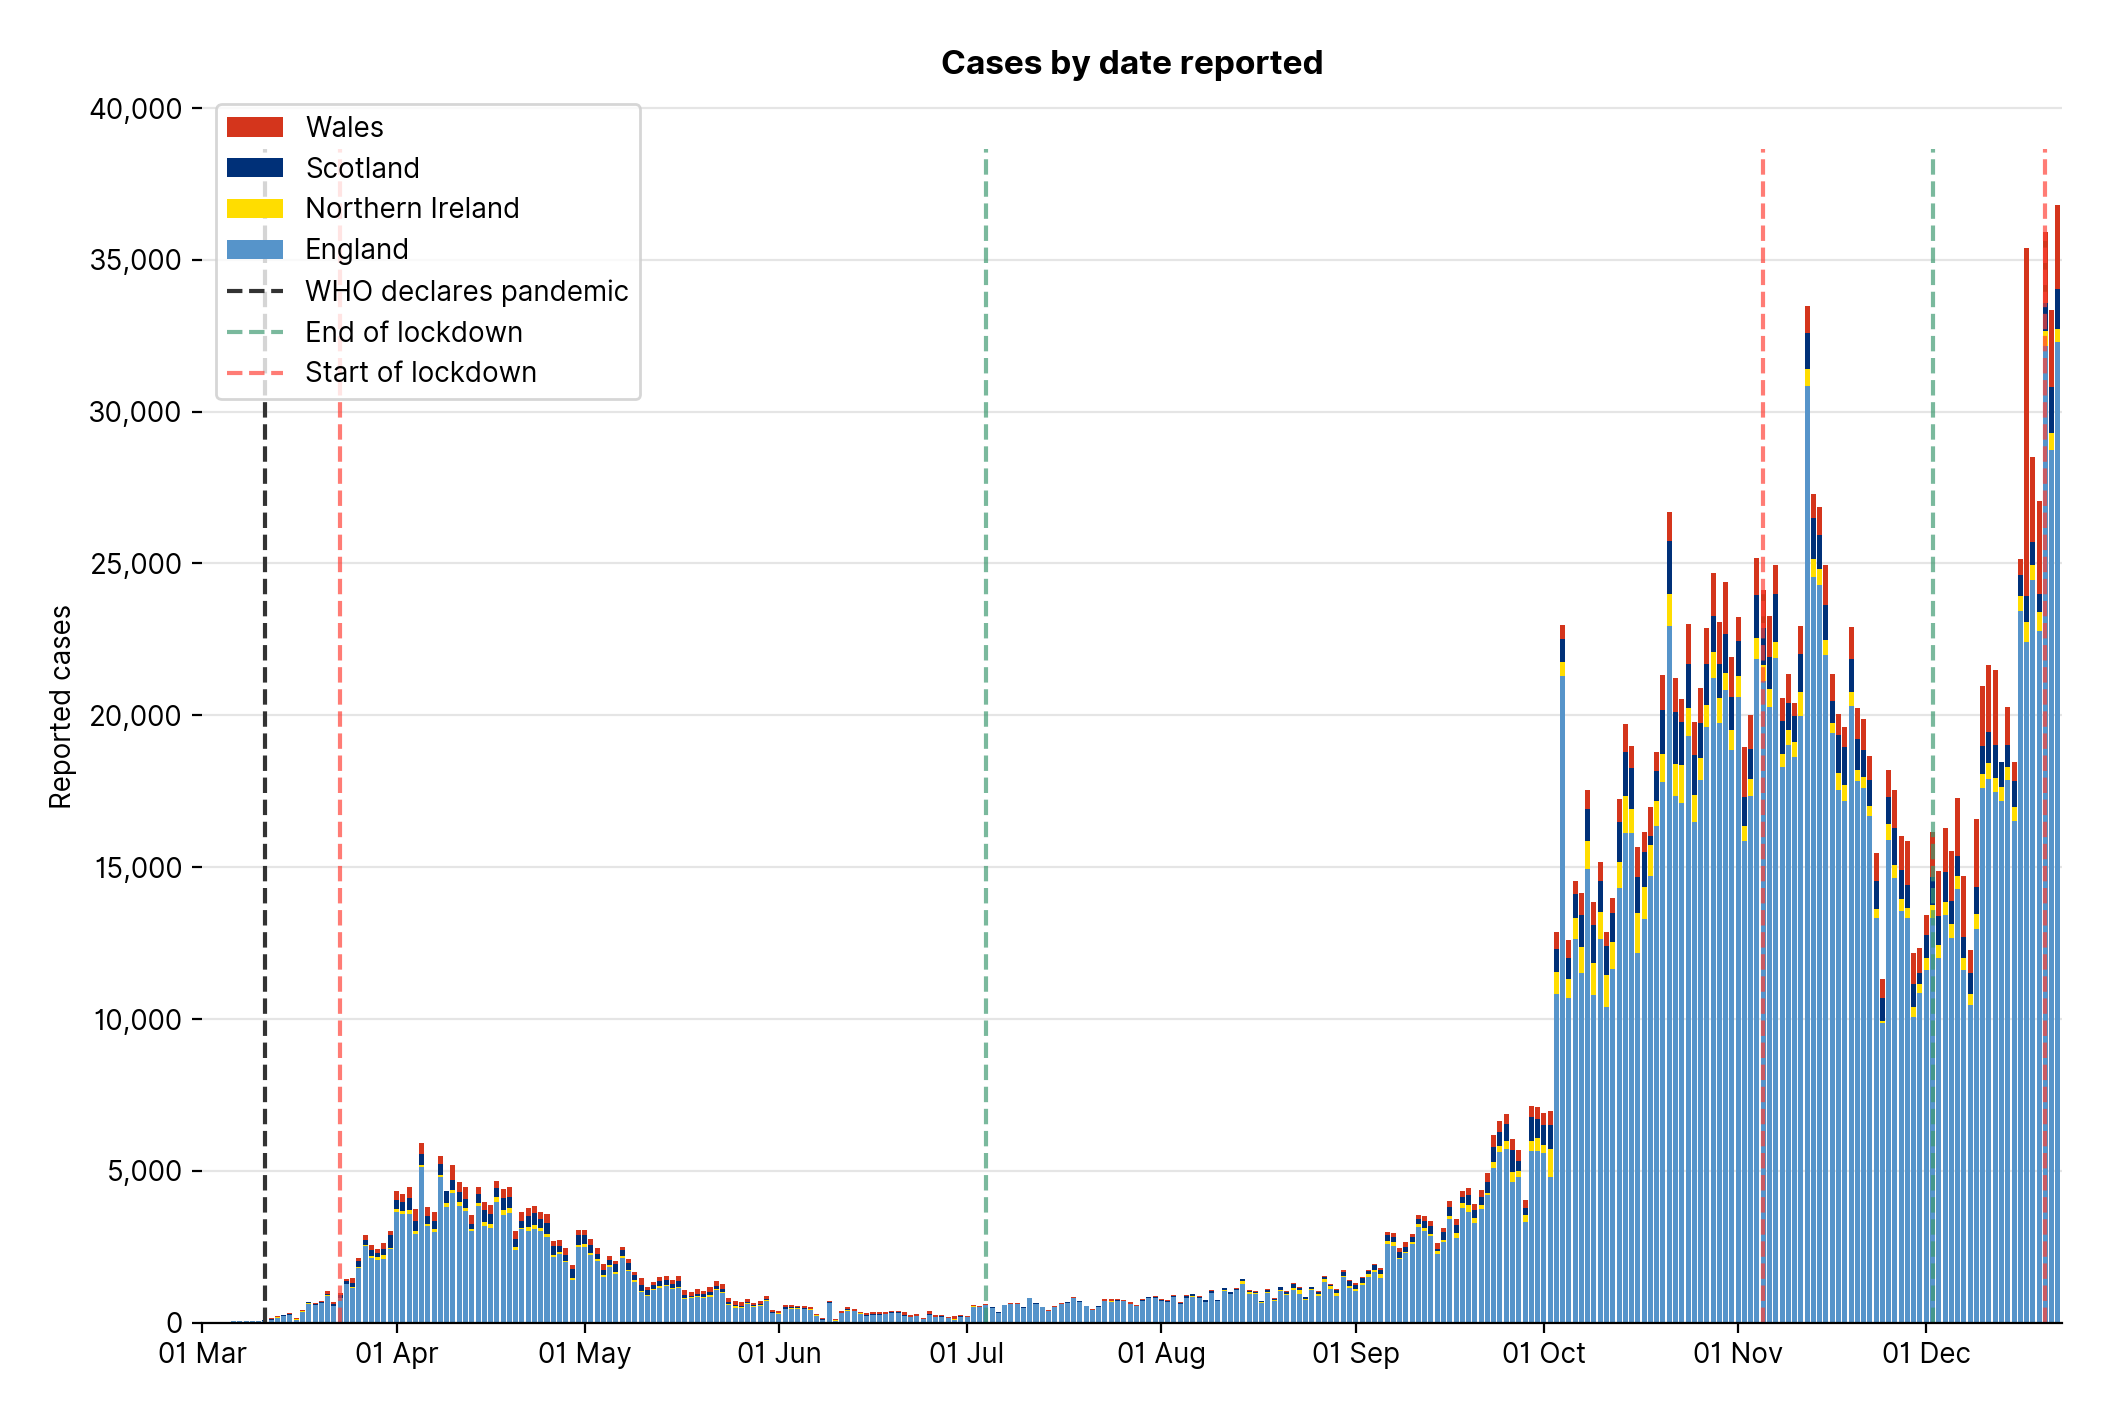 Cases by date reported
40,000
35,000
30,000
25,000
20,000
15,000
10,000
5,000
0
Reported cases
Wales
Scotland
Northern Ireland
England
WHO declares pandemic
End of lockdown
Start of lockdown
01 Mar
01 Apr
01 May
01 Jun
01 Jul
01 Aug
01 Sep
01 Oct
01 Nov
01 Dec